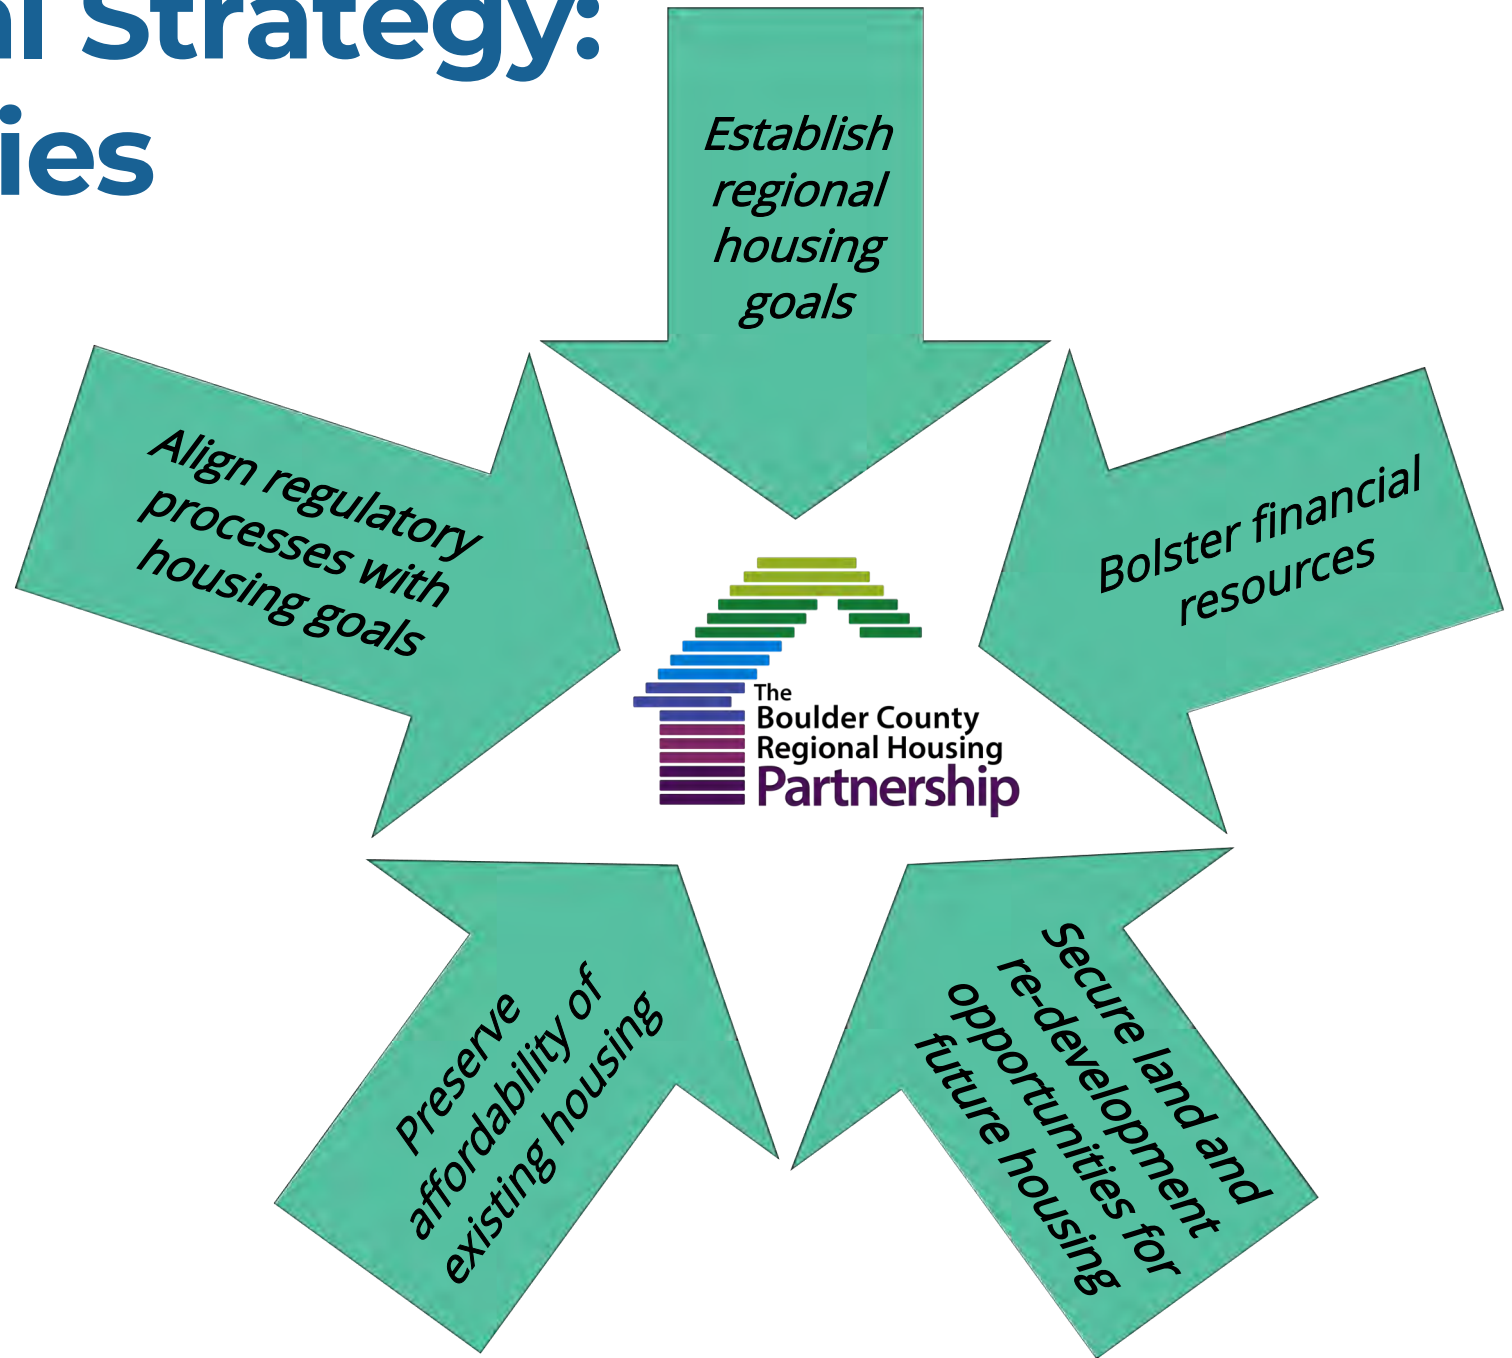 Strategy:
Establish
regional
housing
goals
Align regulatory
processes with
housing goals
Bolster financial
resources
The
Boulder County
Regional Housing
Partnership
Preserve
affordability of
existing housing
Secure land and
re-development
opportunities for
future housing